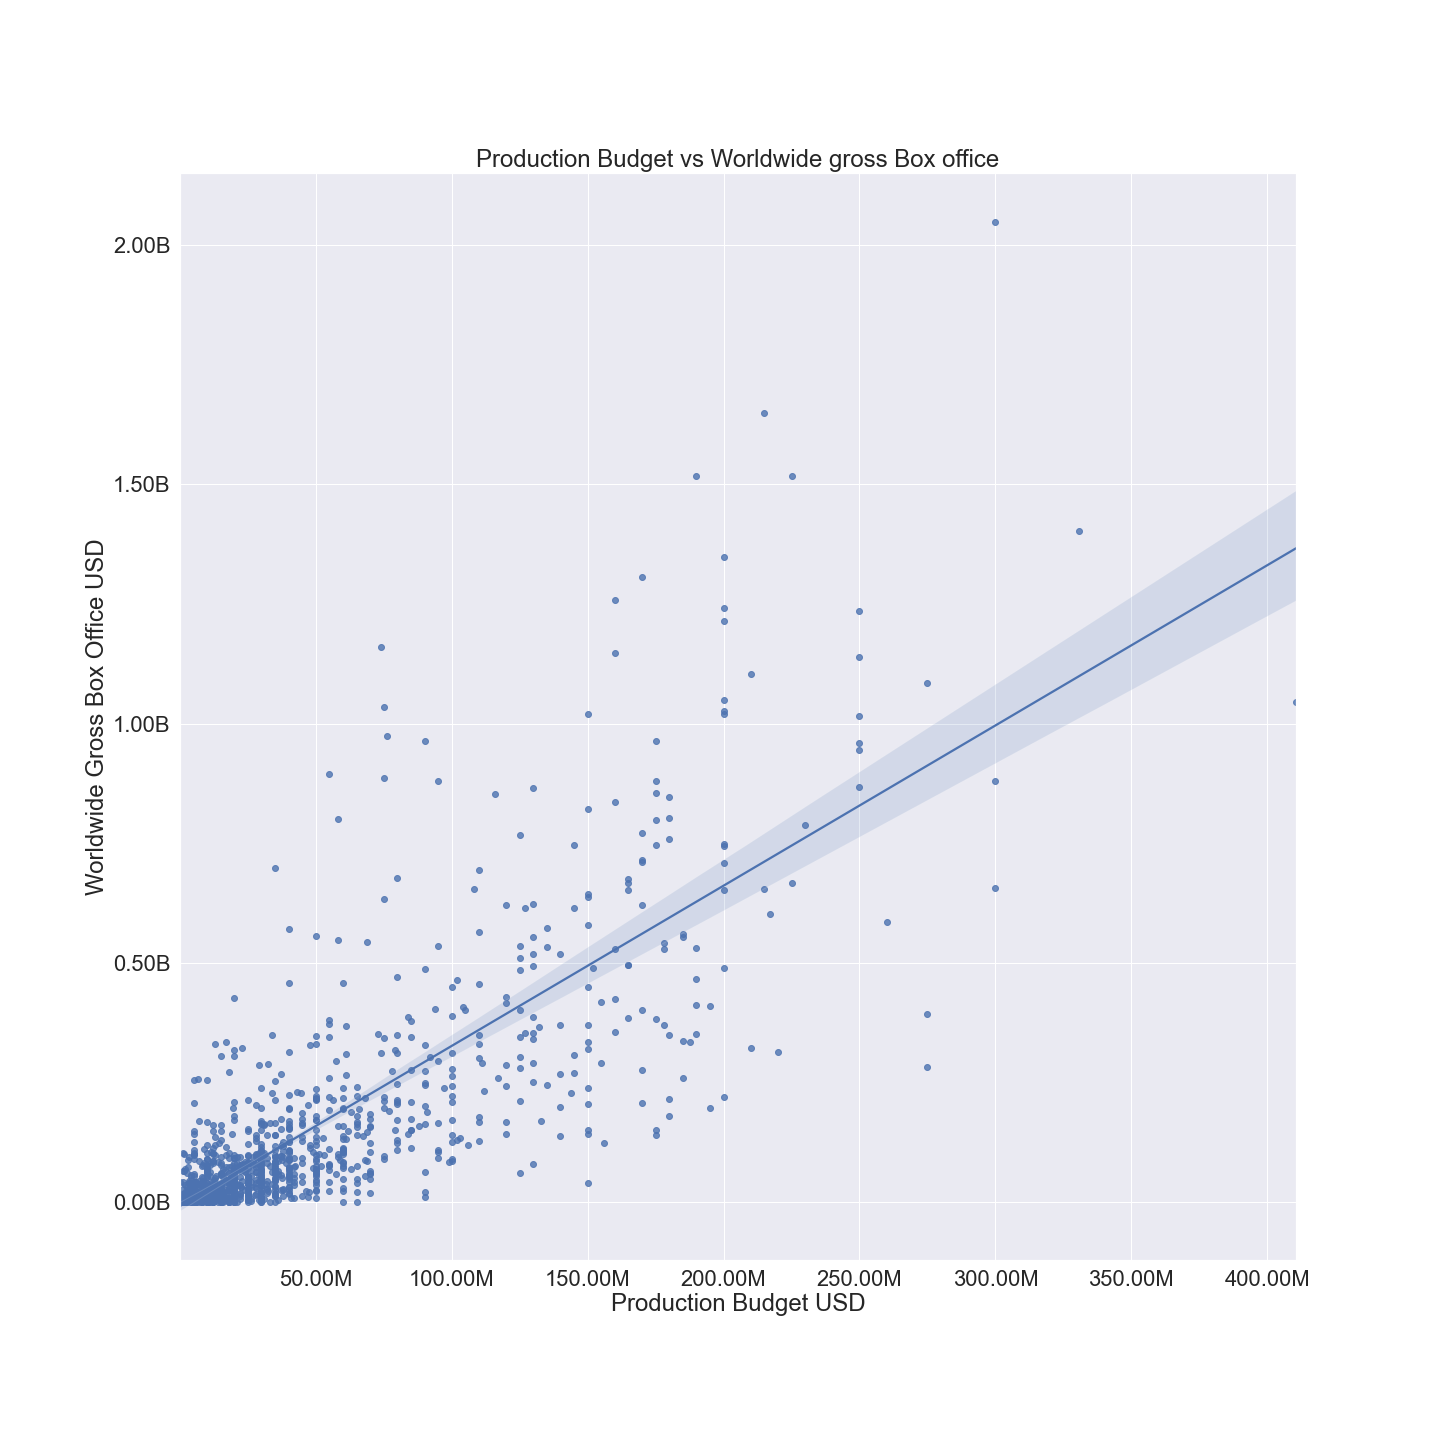 Production Budget vs Worldwide gross Box office
2.00B
1.50B
1.00B
0.50B
0.00B
Worldwide Gross Box Office USD
50.00M 100.00M 150.00M 200.00M 250.00M 300.00M 350.00M 400.00M
Production Budget USD